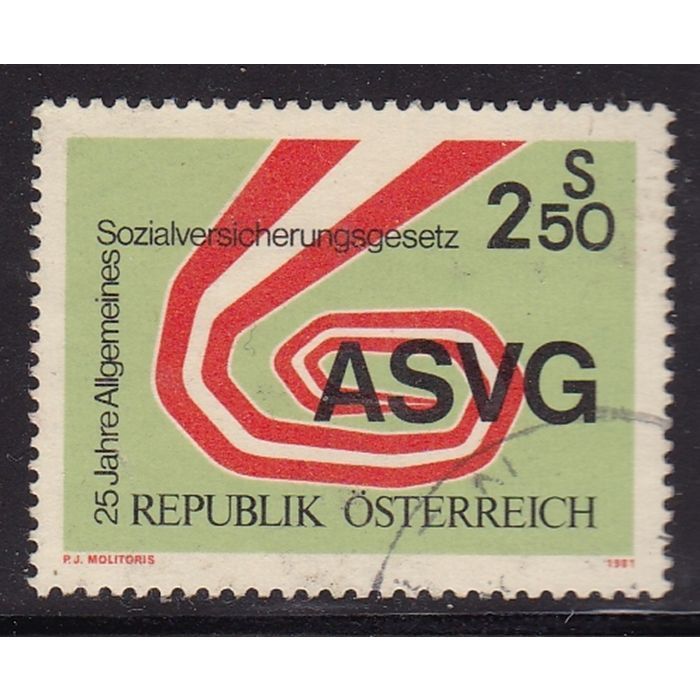 S
2 50
25 Jahre Allgemeines
Sozialversicherungsgesetz
ASVG
REPUBLIK ÖSTERREICH
P.J. MOLITORIS
1981